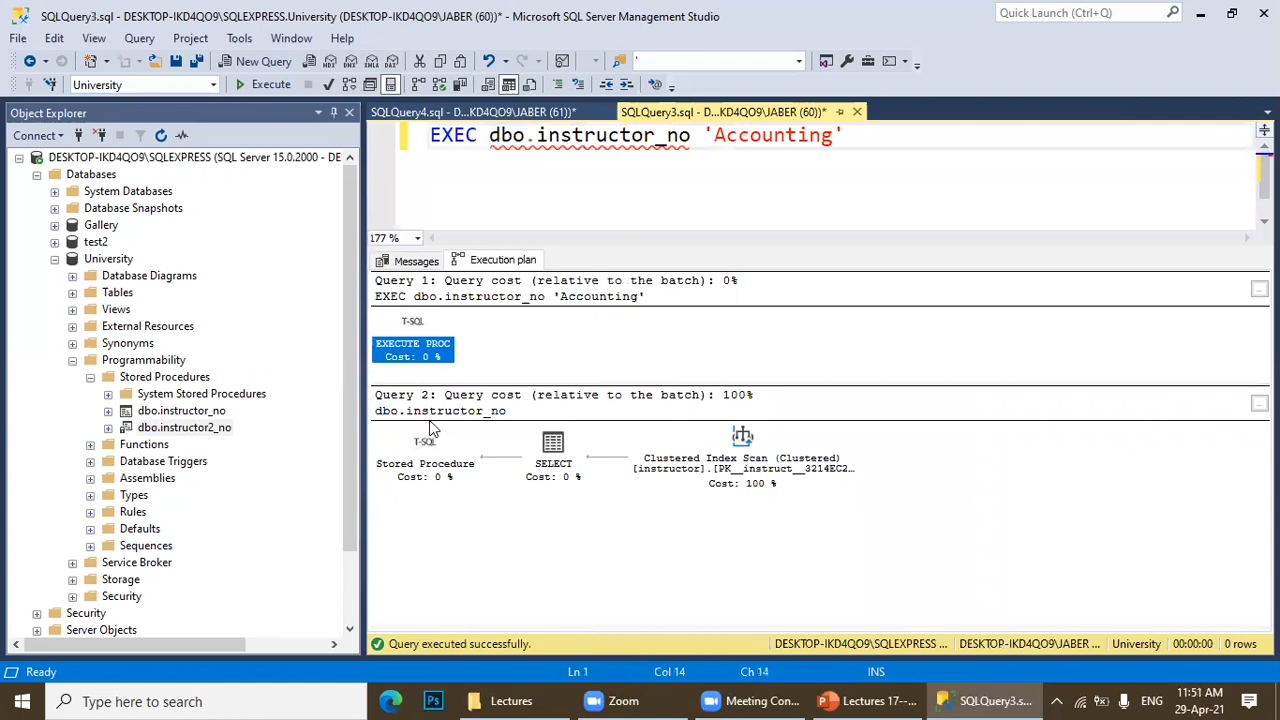 SQLQuery3.sql - DESKTOP-IKD4QO9\SQLEXPRESS.University (DESKTOP-IKD4QO9\JABER (60))* - Microsoft SQL Server Management Studio
Quick Launch (Ctrl+Q)
File Edit View Query Project Tools Window Help
New Query MDX DMX XMLA DAX '
University Execute
Object Explorer
SQLQuery4.sql - D...KD4QO9\JABER (61))*
SQLQuery3.sql - D...KD4QO9\JABER (60))*
Connect
EXEC dbo.instructor_no 'Accounting'
DESKTOP-IKD4QO9\SQLEXPRESS (SQL Server 15.0.2000 - DE
Databases
System Databases
Database Snapshots
Gallery
test2
University
Database Diagrams
Tables
Views
External Resources
Synonyms
Programmability
Stored Procedures
System Stored Procedures
dbo.instructor_no
dbo.instructor2_no
Functions
Database Triggers
Assemblies
Types
Rules
Defaults
Sequences
Service Broker
Storage
Security
Security
Server Objects
177 %
Messages Execution plan
Query 1: Query cost (relative to the batch): 0%
EXEC dbo.instructor_no 'Accounting'
...
T-SQL
EXECUTE PROC
Cost: 0 %
Query 2: Query cost (relative to the batch): 100%
dbo.instructor_no
...
T-SQL
Stored Procedure
Cost: 0 %
SELECT
Cost: 0 %
Clustered Index Scan (Clustered)
[instructor].[PK__instruct__3214EC2...
Cost: 100 %
Query executed successfully.
DESKTOP-IKD4QO9\SQLEXPRESS ... DESKTOP-IKD4QO9\JABER ... University 00:00:00 0 rows
Ready Ln 1 Col 14 Ch 14 INS
Type here to search
Ps
Lectures
Zoom
Meeting Con...
Lectures 17--...
SQLQuery3.s...
ENG
11:51 AM
29-Apr-21